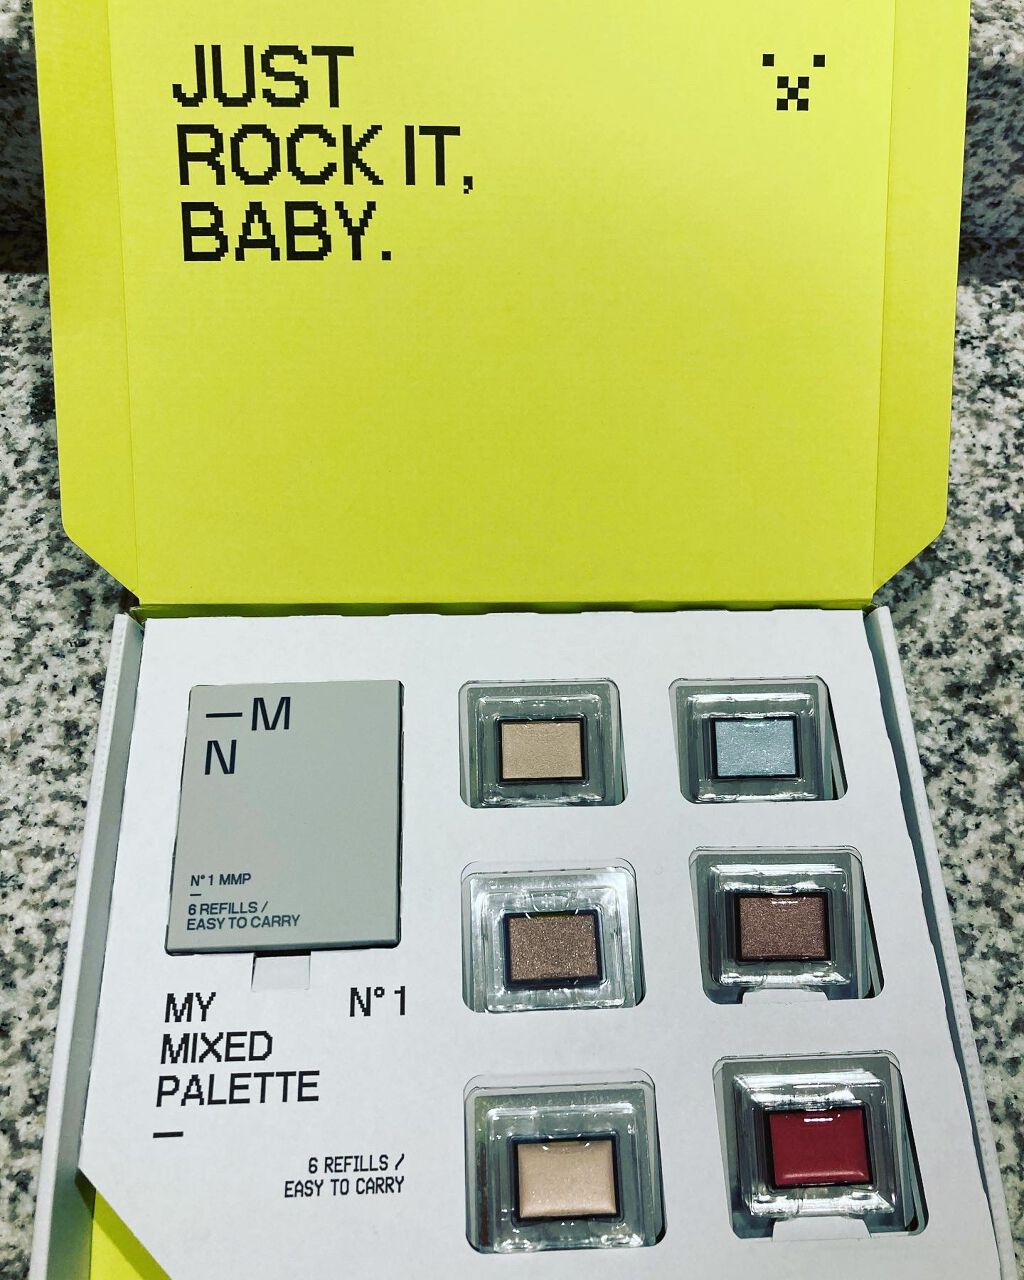 JUST
ROCK IT,
BABY.
—M
N
N°1 MMP
—
6 REFILLS /
EASY TO CARRY
MY N°1
MIXED
PALETTE
—
6 REFILLS /
EASY TO CARRY